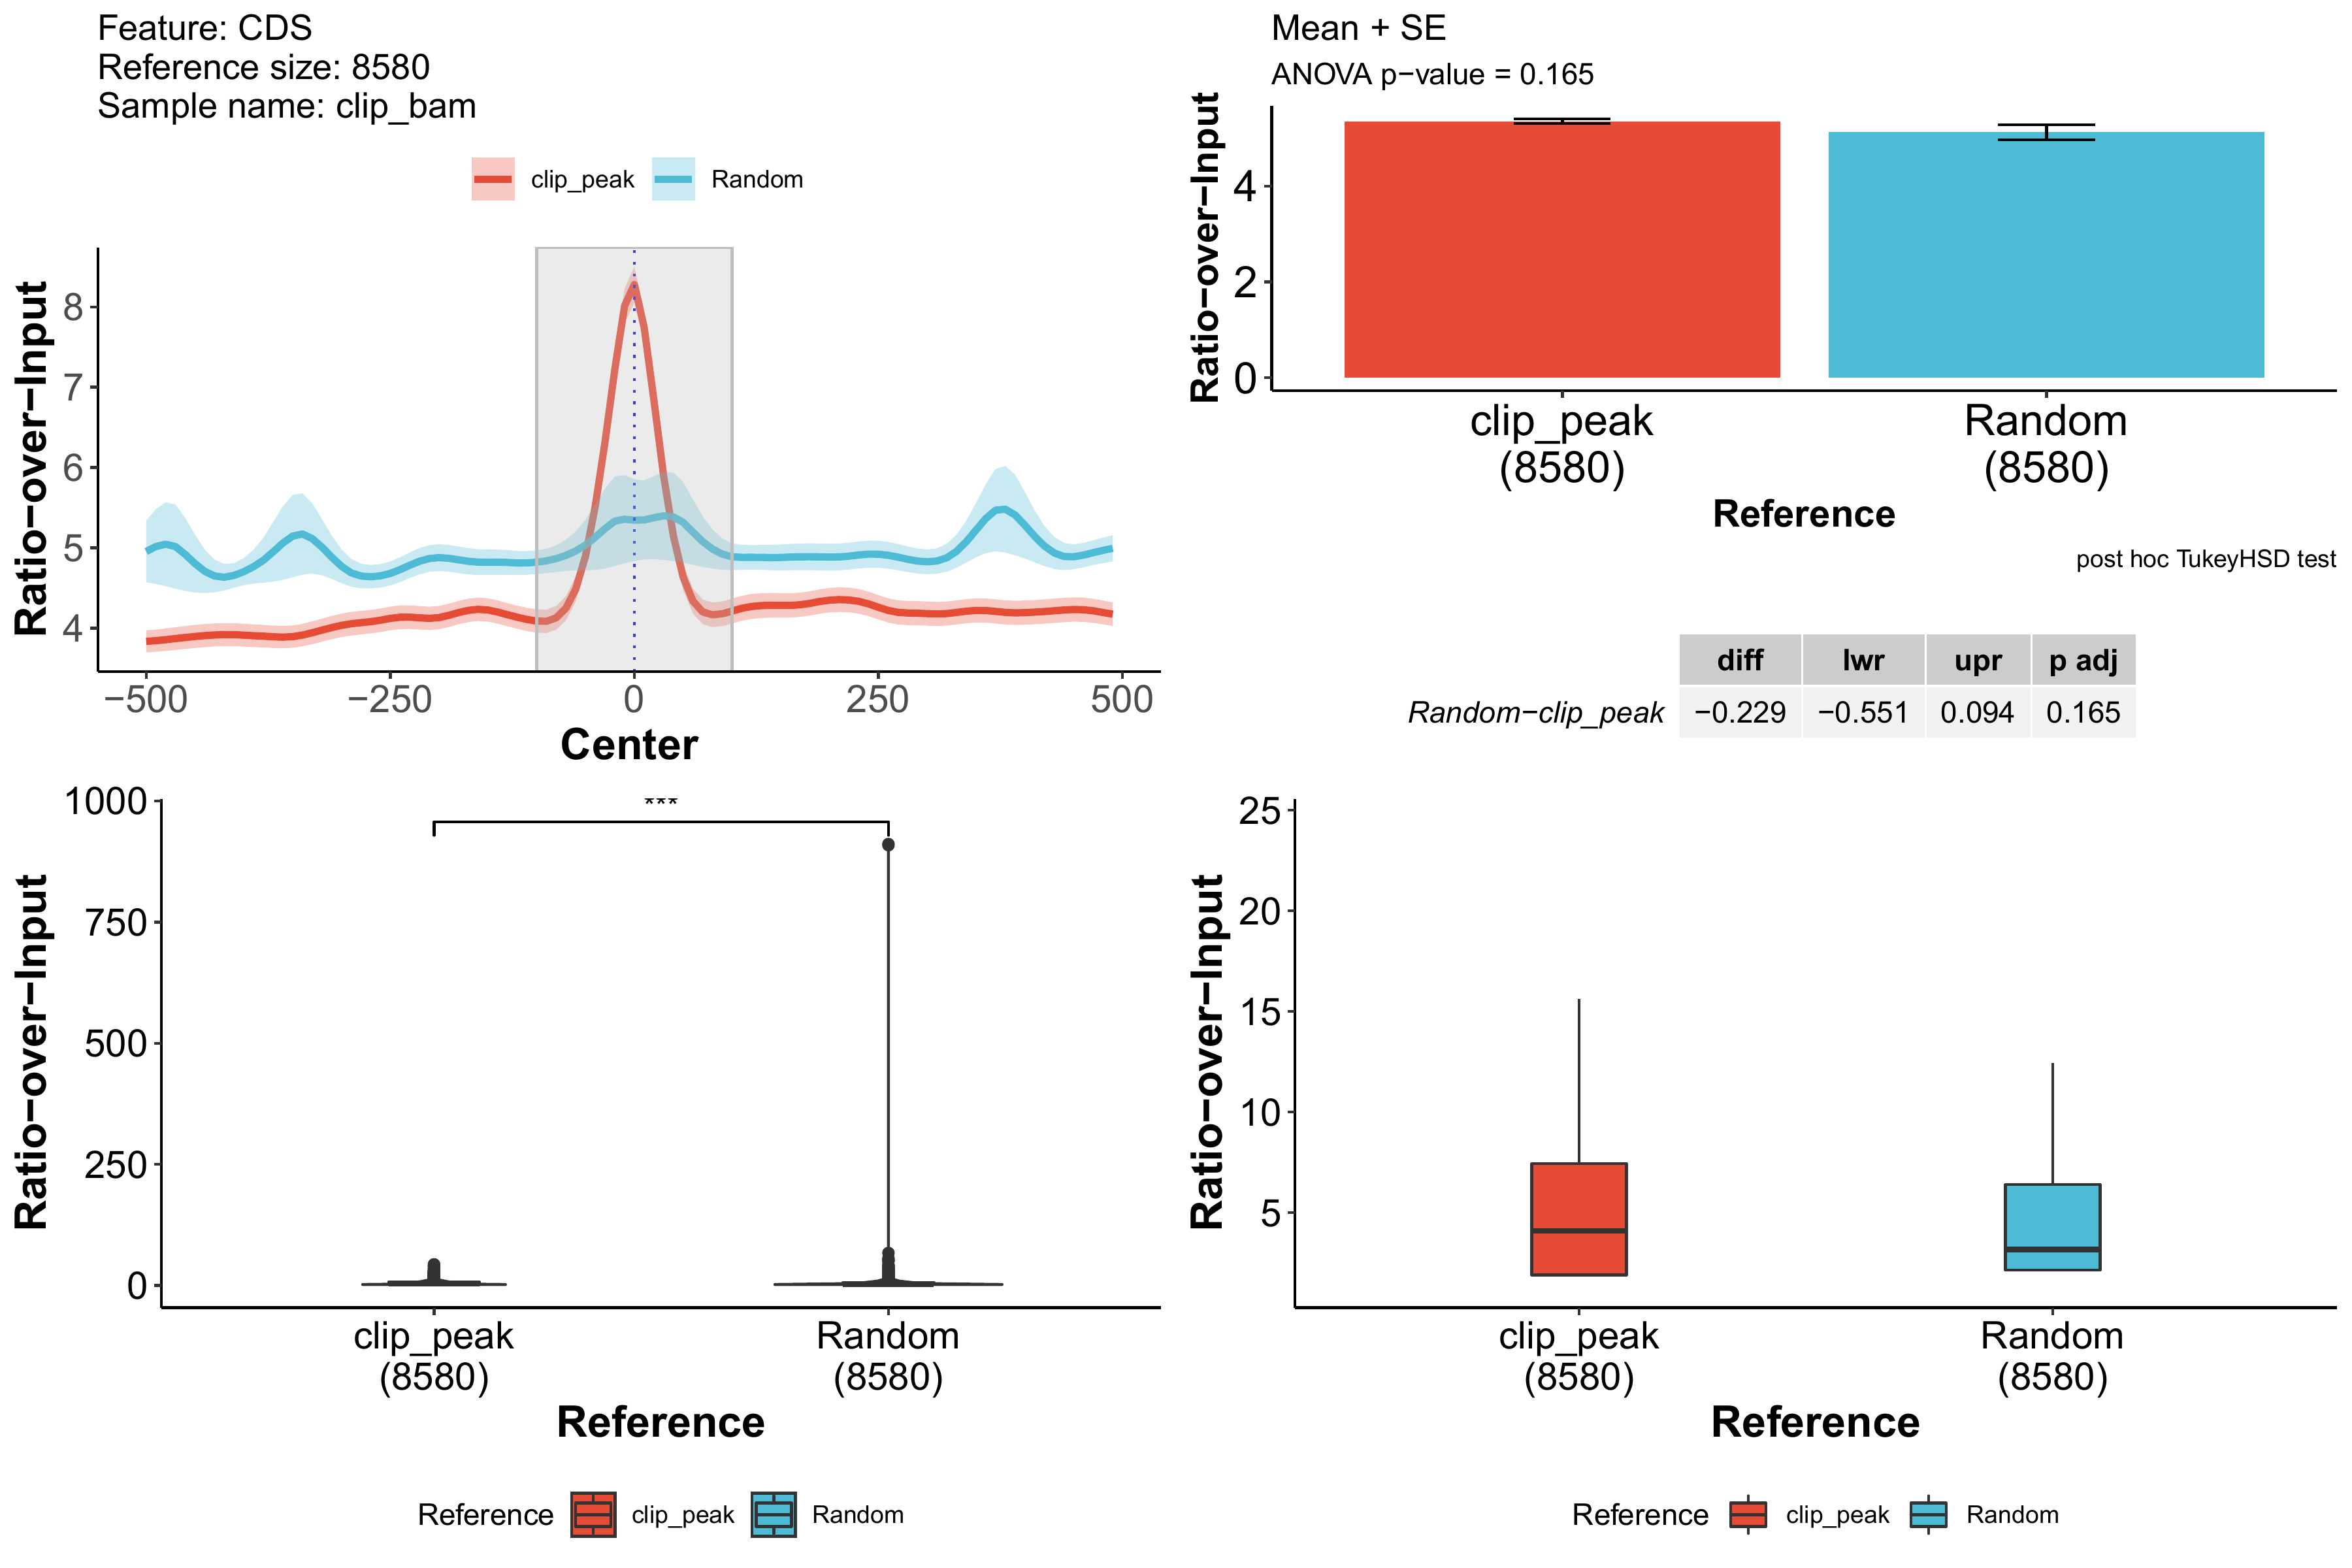 Feature: CDS
Reference size: 8580
Sample name: clip_bam
clip_peak Random
Ratio−over−Input
8
7
6
5
4
−500 −250 0 250 500
Center
Mean + SE
ANOVA p−value = 0.165
Ratio−over−Input
4
2
0
clip_peak Random
(8580) (8580)
Reference
post hoc TukeyHSD test
diff lwr upr p adj
Random−clip_peak −0.229 −0.551 0.094 0.165
Ratio−over−Input
1000
750
500
250
0
***
clip_peak Random
(8580) (8580)
Reference
Reference clip_peak Random
Ratio−over−Input
25
20
15
10
5
clip_peak Random
(8580) (8580)
Reference
Reference clip_peak Random